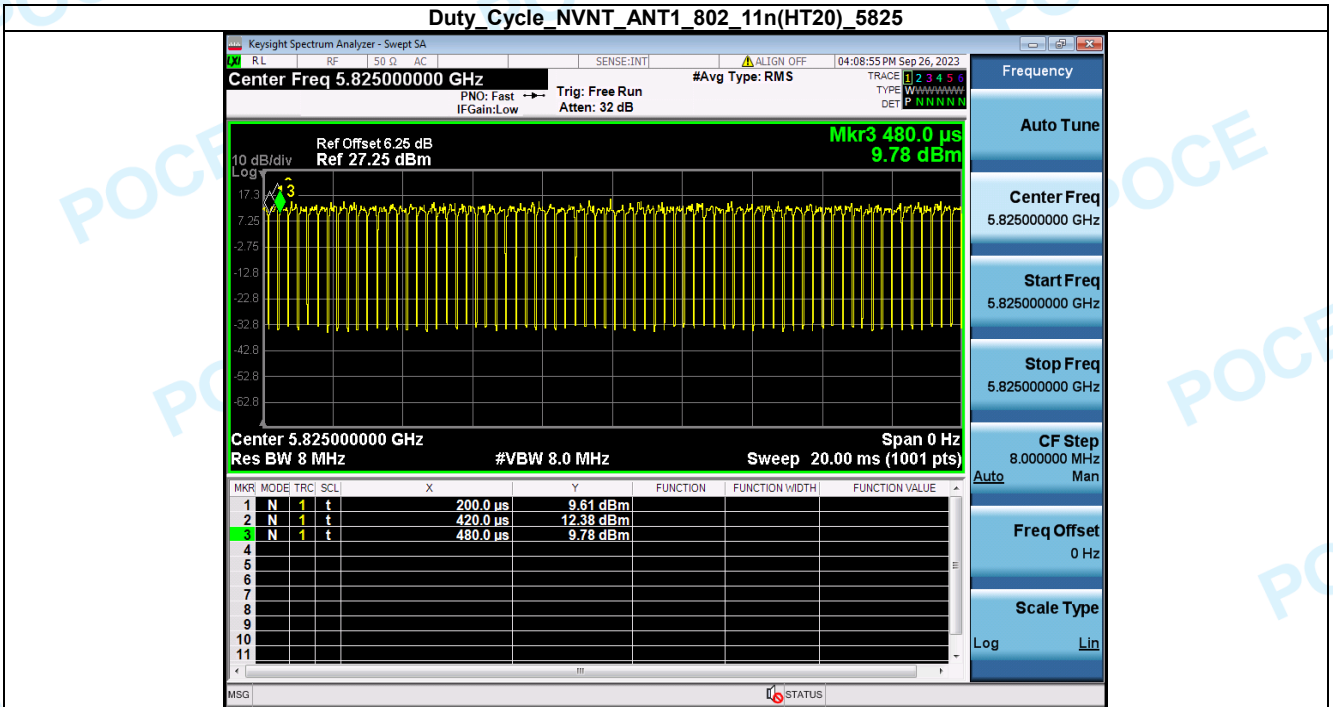 Duty_Cycle_NVNT_ANT1_802_11n(HT20)_5825
Keysight Spectrum Analyzer - Swept SA
LXI RL RF 50 Ω AC SENSE:INT ALIGN OFF 04:08:55 PM Sep 26, 2023
Center Freq 5.825000000 GHz
PNO: Fast
IFGain:Low
Trig: Free Run
Atten: 32 dB
#Avg Type: RMS
TRACE 1 2 3 4 5 6
TYPE WWWWWW
DET P N N N N N
Frequency
Ref Offset 6.25 dB
10 dB/div Ref 27.25 dBm
Log
Mkr3 480.0 µs
9.78 dBm
3
17.3
7.25
-2.75
-12.8
-22.8
-32.8
-42.8
-52.8
-62.8
Center 5.825000000 GHz Span 0 Hz
Res BW 8 MHz #VBW 8.0 MHz Sweep 20.00 ms (1001 pts)
MKR MODE TRC SCL X Y FUNCTION FUNCTION WIDTH FUNCTION VALUE
1 N 1 t 200.0 µs 9.61 dBm
2 N 1 t 420.0 µs 12.38 dBm
3 N 1 t 480.0 µs 9.78 dBm
4
5
6
7
8
9
10
11
MSG STATUS
Auto Tune
Center Freq
5.825000000 GHz
Start Freq
5.825000000 GHz
Stop Freq
5.825000000 GHz
CF Step
8.000000 MHz
Auto Man
Freq Offset
0 Hz
Scale Type
Log Lin
POCE
POCE
POCE
POCE